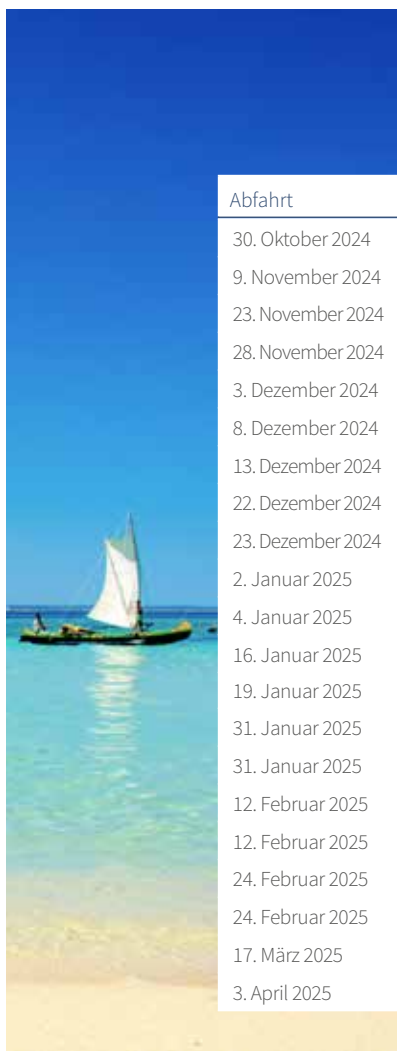 Abfahrt
30. Oktober 2024
9. November 2024
23. November 2024
28. November 2024
3. Dezember 2024
8. Dezember 2024
13. Dezember 2024
22. Dezember 2024
23. Dezember 2024
2. Januar 2025
4. Januar 2025
16. Januar 2025
19. Januar 2025
31. Januar 2025
31. Januar 2025
12. Februar 2025
12. Februar 2025
24. Februar 2025
24. Februar 2025
17. März 2025
3. April 2025